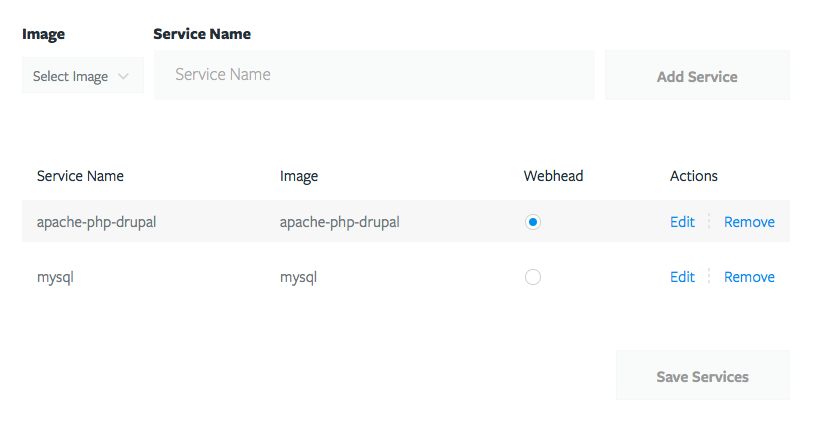 Image Service Name
Select Image Service Name Add Service
Service Name Image Webhead Actions
apache-php-drupal apache-php-drupal Edit Remove
mysql mysql Edit Remove
Save Services